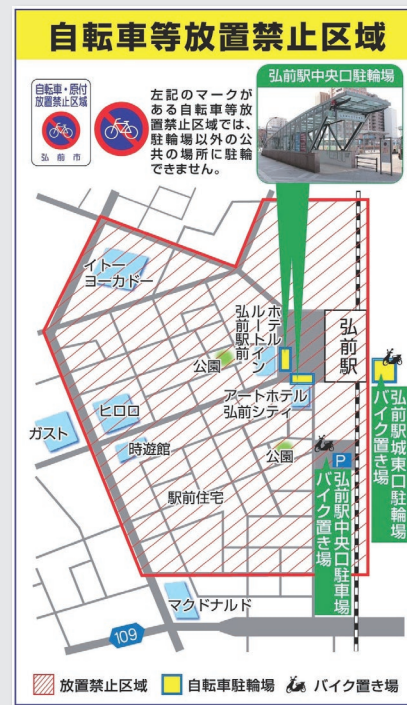 自転車等放置禁止区域
自転車・原付
放置禁止区域
弘前市
左記のマークが
ある自転車等放
置禁止区域では、
駐輪場以外の公
共の場所に駐輪
できません。
弘前駅中央口駐輪場
イトー
ヨーカドー
ホテルルートイン
弘前駅前
弘前駅
公園
アートホテル
弘前シティ
ヒロロ
ガスト
時遊館
公園
P
駅前住宅
弘前駅中央口駐車場
バイク置き場
弘前駅城東口駐輪場
バイク置き場
マクドナルド
109
放置禁止区域
自転車駐輪場
バイク置き場